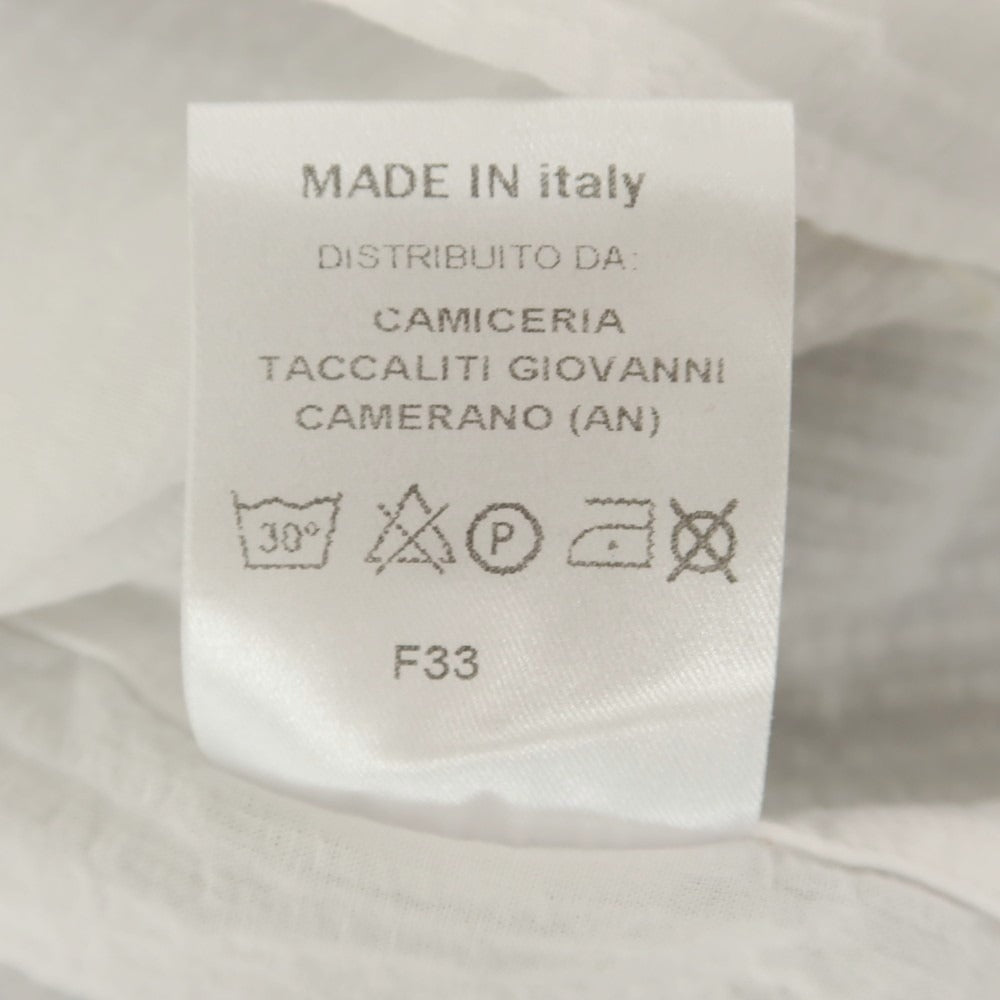 MADE IN italy
DISTRIBUITO DA:
CAMICERIA
TACCALITI GIOVANNI
CAMERANO (AN)
30° P
F33